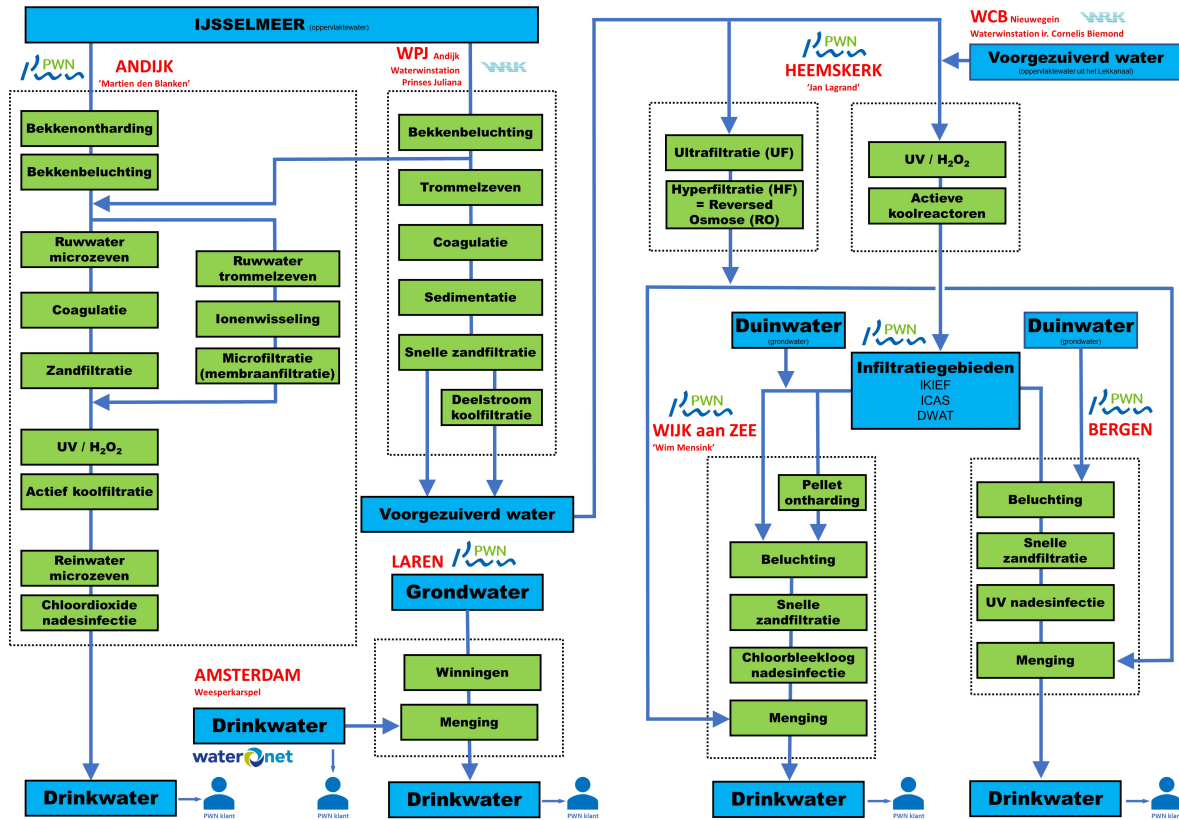 IJSSELMEER (oppervlaktewater)
PWN
ANDIJK
'Martien den Blanken'
Bekkenontharding
Bekkenbeluchting
Ruwwater
microzeven
Coagulatie
Zandfiltratie
UV / H₂O₂
Actief koolfiltratie
Reinwater
microzeven
Chloordioxide
nadesinfectie
Drinkwater
PWN klant
Ruwwater
trommelzeven
Ionenwisseling
Microfiltratie
(membraanfiltratie)
WPJ Andijk
Waterwinstation
Prinses Juliana
WRK
Bekkenbeluchting
Trommelzeven
Coagulatie
Sedimentatie
Snelle zandfiltratie
Deelstroom
koolfiltratie
Voorgezuiverd water
LAREN
PWN
Grondwater
Winningen
Menging
Drinkwater
PWN klant
AMSTERDAM
Weesperkarspel
Drinkwater
waternet
PWN klant
PWN
HEEMSKERK
'Jan Lagrand'
Ultrafiltratie (UF)
Hyperfiltratie (HF)
= Reversed
Osmose (RO)
WCB Nieuwegein
WRK
Waterwinstation ir. Cornelis Biemond
Voorgezuiverd water
(oppervlaktewater uit het Lekkanaal)
UV / H₂O₂
Actieve
koolreactoren
Duinwater
(grondwater)
PWN
Infiltratiegebieden
IKIEF
ICAS
DWAT
Duinwater
(grondwater)
PWN
WIJK aan ZEE
'Wim Mensink'
Pellet
ontharding
Beluchting
Snelle
zandfiltratie
Chloorbleekloog
nadesinfectie
Menging
Drinkwater
PWN klant
PWN
BERGEN
Beluchting
Snelle
zandfiltratie
UV nadesinfectie
Menging
Drinkwater
PWN klant